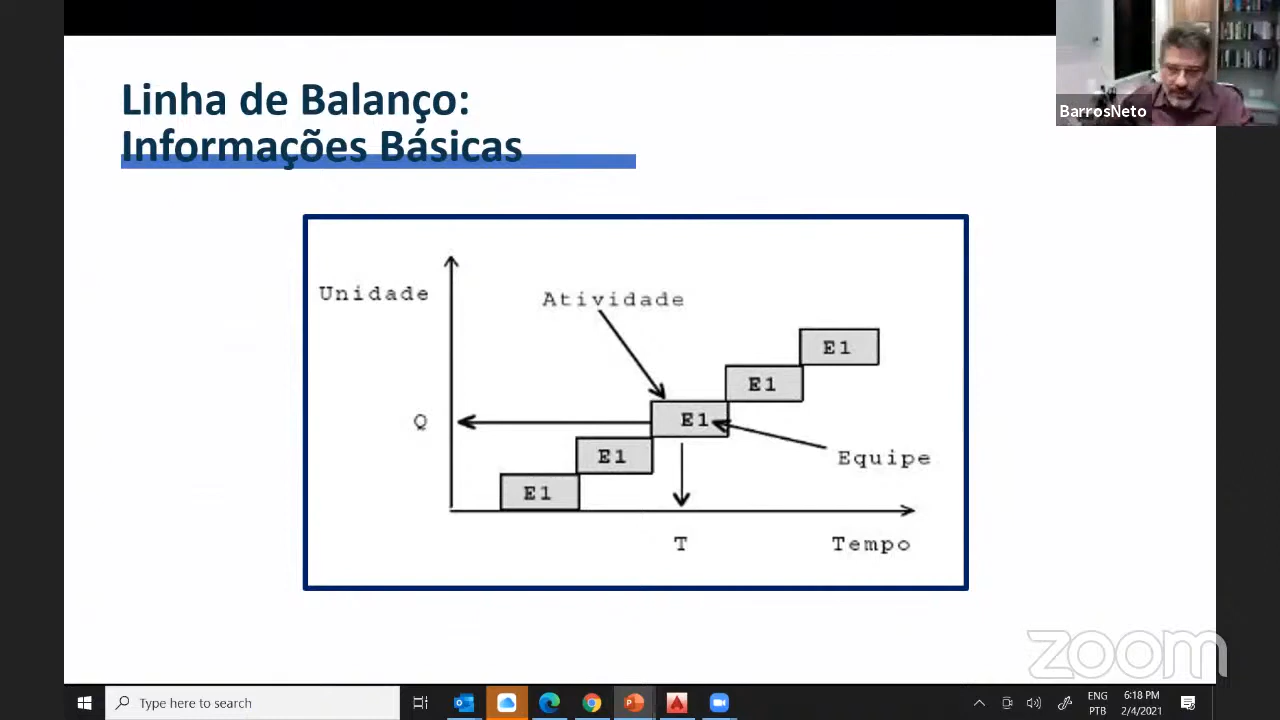 Linha de Balanço:
Informações Básicas
BarrosNeto
Unidade
Atividade
E1
E1
Q
E1
E1
Equipe
E1
T
Tempo
zoom
Type here to search
ENG
PTB
6:18 PM
2/4/2021